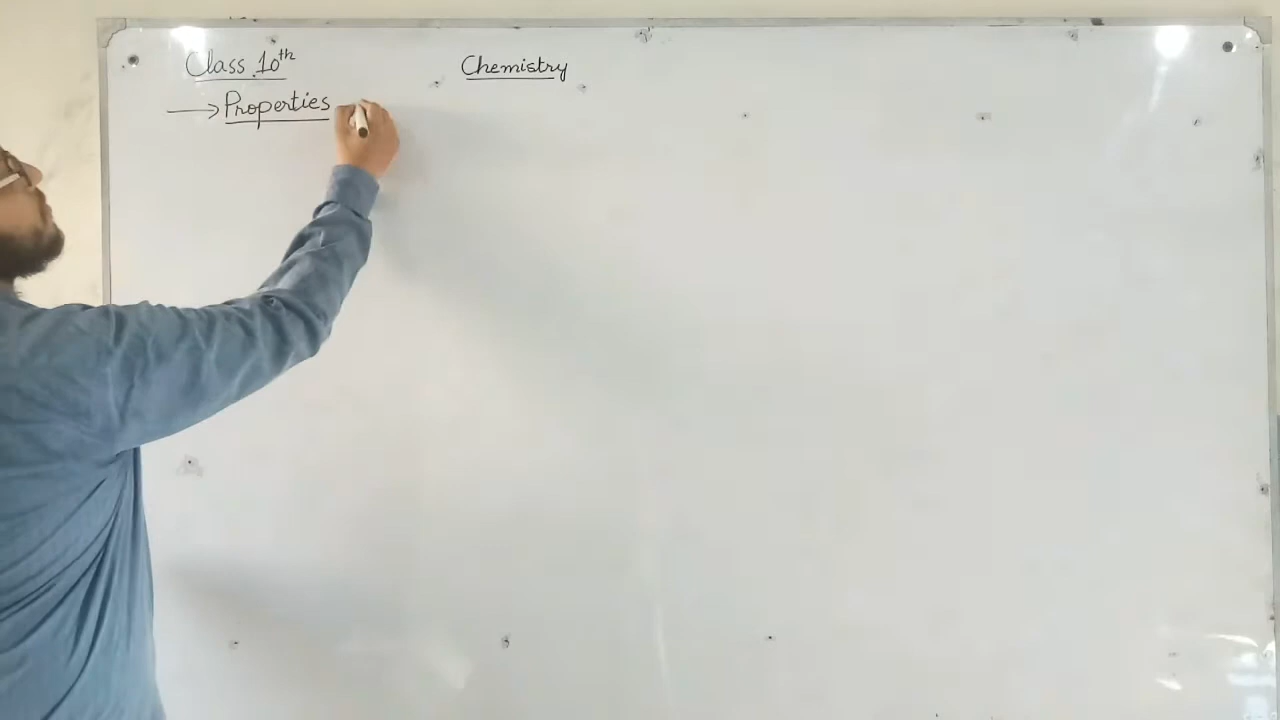 Class 10th Chemistry
→ Properties